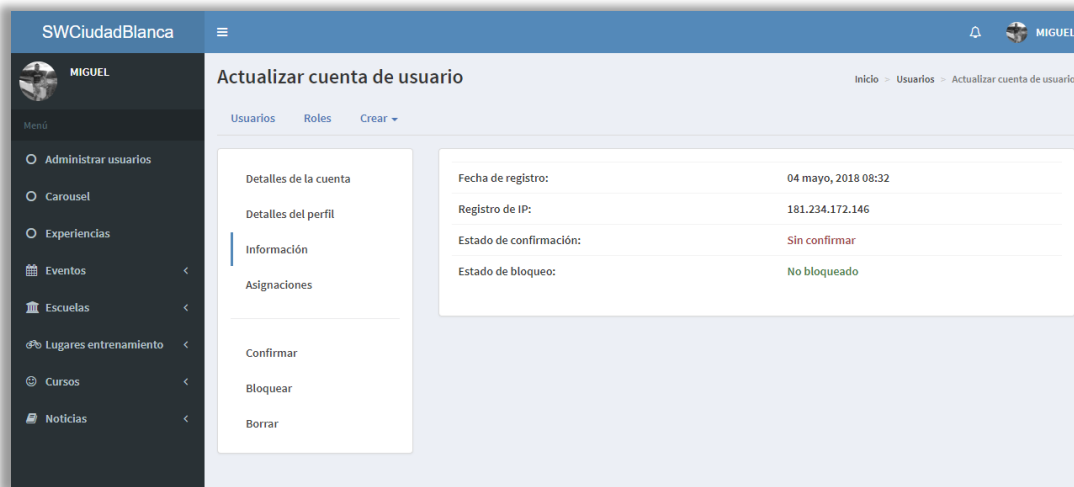 SWCiudadBlanca
MIGUEL
MIGUEL
Menú
Administrar usuarios
Carousel
Experiencias
Eventos
Escuelas
Lugares entrenamiento
Cursos
Noticias
Actualizar cuenta de usuario
Inicio > Usuarios > Actualizar cuenta de usuario
Usuarios Roles Crear
Detalles de la cuenta
Detalles del perfil
Información
Asignaciones
Confirmar
Bloquear
Borrar
Fecha de registro: 04 mayo, 2018 08:32
Registro de IP: 181.234.172.146
Estado de confirmación: Sin confirmar
Estado de bloqueo: No bloqueado